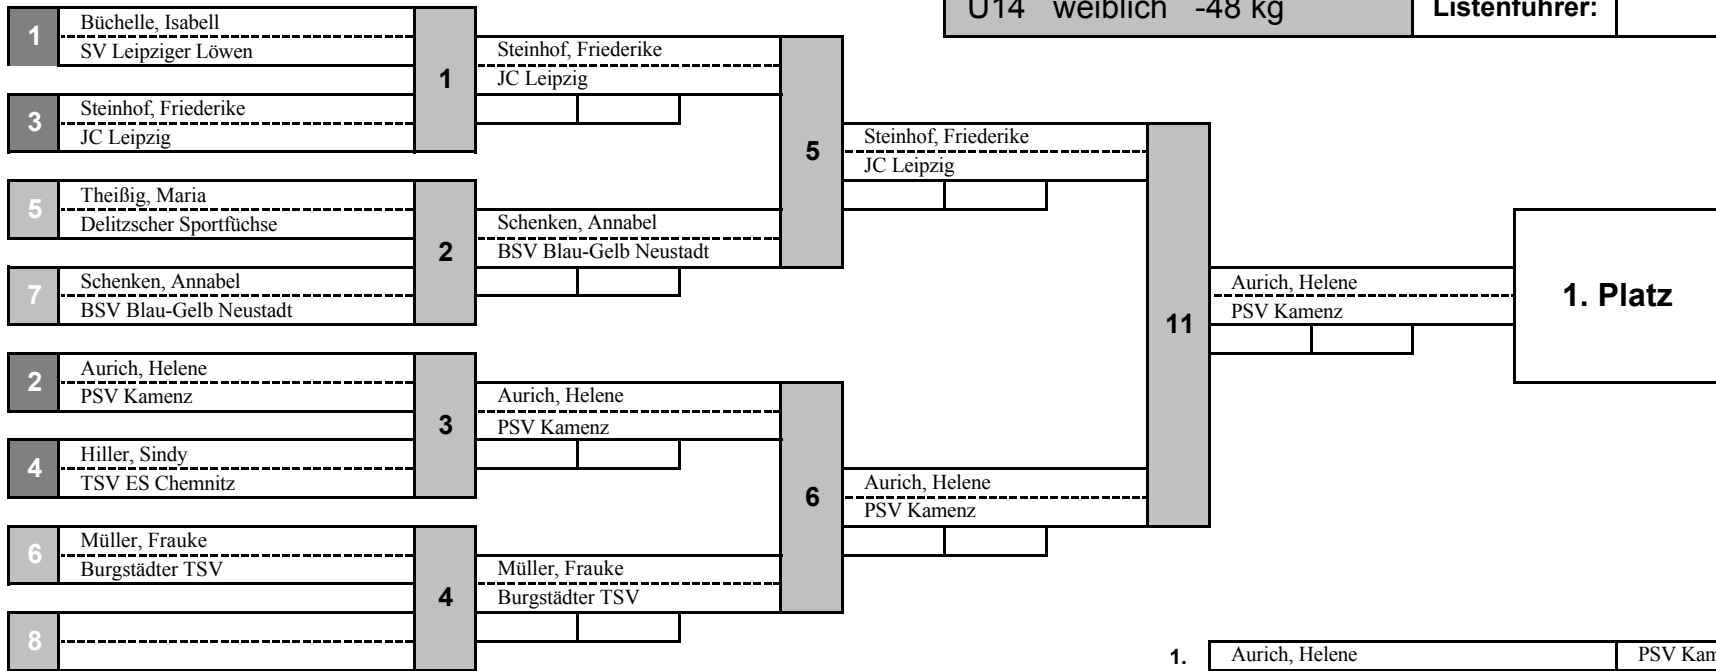 U14 weiblich -48 kg
Listenführer:
1
Büchelle, Isabell
SV Leipziger Löwen
3
Steinhof, Friederike
JC Leipzig
1
Steinhof, Friederike
JC Leipzig
5
Theißig, Maria
Delitzscher Sportfüchse
7
Schenken, Annabel
BSV Blau-Gelb Neustadt
2
Schenken, Annabel
BSV Blau-Gelb Neustadt
5
Steinhof, Friederike
JC Leipzig
2
Aurich, Helene
PSV Kamenz
4
Hiller, Sindy
TSV ES Chemnitz
3
Aurich, Helene
PSV Kamenz
6
Müller, Frauke
Burgstädter TSV
8
4
Müller, Frauke
Burgstädter TSV
6
Aurich, Helene
PSV Kamenz
11
Aurich, Helene
PSV Kamenz
1. Platz
1. Aurich, Helene PSV